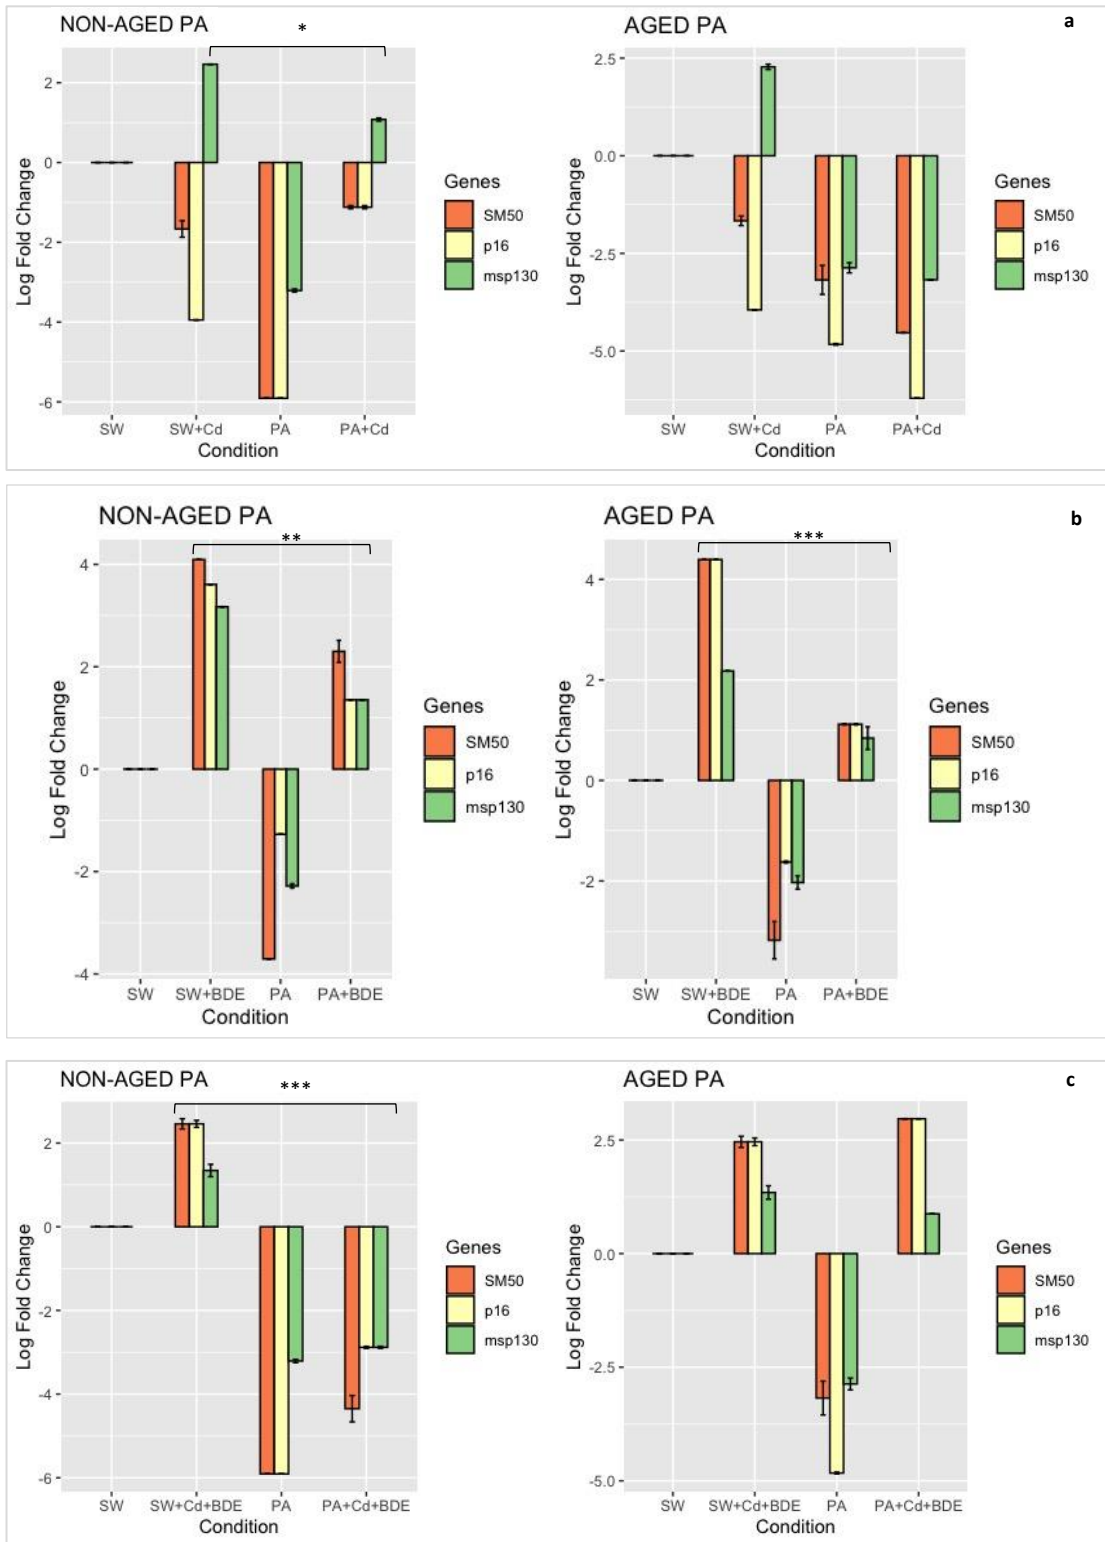 NON-AGED PA
*
AGED PA
a
Log Fold Change
2
0
-2
-4
-6
SW
SW+Cd
PA
PA+Cd
Condition
Genes
SM50
p16
msp130
Log Fold Change
2.5
0.0
-2.5
-5.0
SW
SW+Cd
PA
PA+Cd
Condition
Genes
SM50
p16
msp130
NON-AGED PA
**
AGED PA
***
b
Log Fold Change
4
2
0
-2
-4
SW
SW+BDE
PA
PA+BDE
Condition
Genes
SM50
p16
msp130
Log Fold Change
4
2
0
-2
SW
SW+BDE
PA
PA+BDE
Condition
Genes
SM50
p16
msp130
NON-AGED PA
***
AGED PA
c
Log Fold Change
2
0
-2
-4
-6
SW
SW+Cd+BDE
PA
PA+Cd+BDE
Condition
Genes
SM50
p16
msp130
Log Fold Change
2.5
0.0
-2.5
-5.0
SW
SW+Cd+BDE
PA
PA+Cd+BDE
Condition
Genes
SM50
p16
msp130